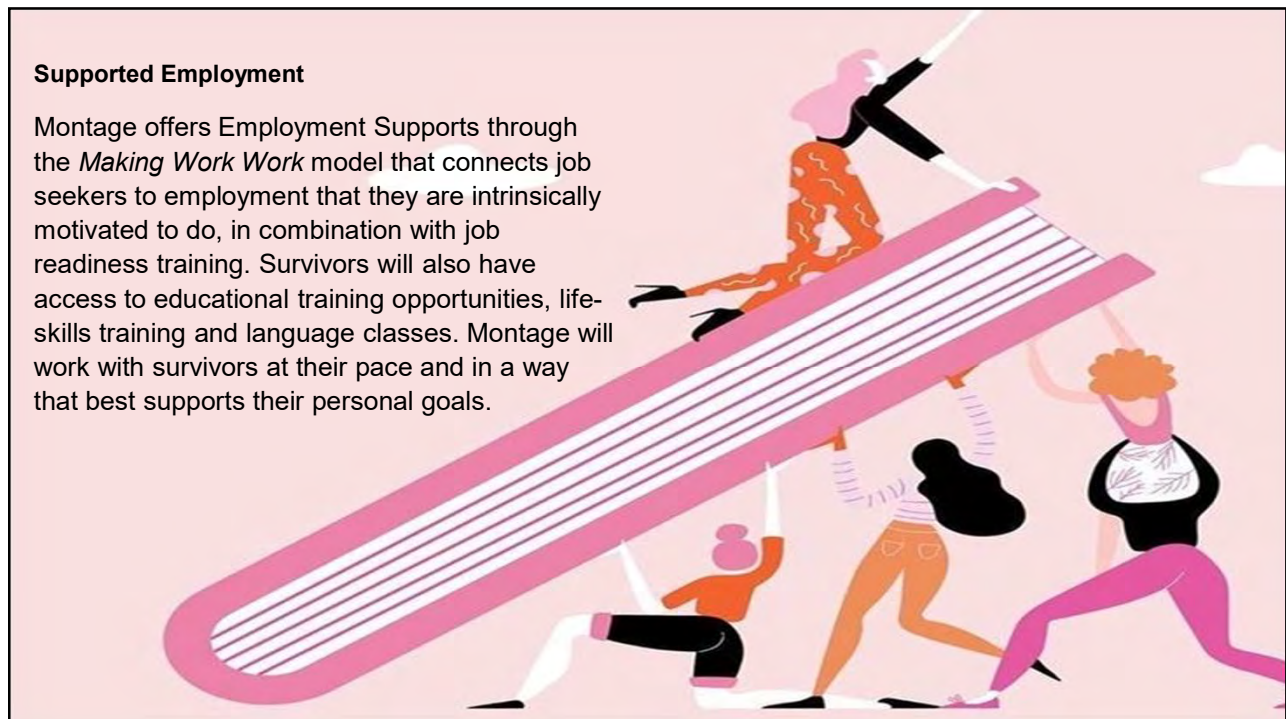 Supported Employment
Montage offers Employment Supports through
the Making Work Work model that connects job
seekers to employment that they are intrinsically
motivated to do, in combination with job
readiness training. Survivors will also have
access to educational training opportunities, life-
skills training and language classes. Montage will
work with survivors at their pace and in a way
that best supports their personal goals.